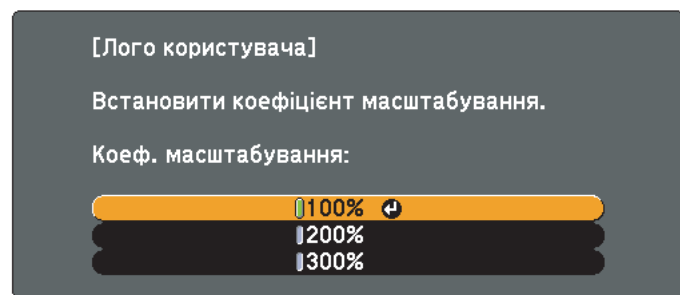 [Лого користувача]
Встановити коефіцієнт масштабування.
Коеф. масштабування:
100%
200%
300%